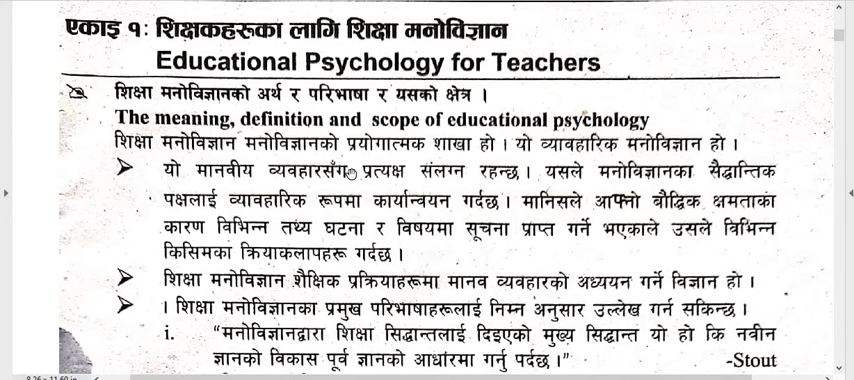 एकाइ १: शिक्षकहरूका लागि शिक्षा मनोविज्ञान
Educational Psychology for Teachers
शिक्षा मनोविज्ञानको अर्थ र परिभाषा र यसको क्षेत्र ।
The meaning, definition and scope of educational psychology
शिक्षा मनोविज्ञान मनोविज्ञानको प्रयोगात्मक शाखा हो । यो व्यावहारिक मनोविज्ञान हो ।
➢ यो मानवीय व्यवहारसँग प्रत्यक्ष संलग्न रहन्छ । यसले मनोविज्ञानका सैद्धान्तिक
पक्षलाई व्यावहारिक रूपमा कार्यान्वयन गर्दछ । मानिसले आफ्नो बौद्धिक क्षमताका
कारण विभिन्न तथ्य घटना र विषयमा सूचना प्राप्त गर्ने भएकाले उसले विभिन्न
किसिमका क्रियाकलापहरू गर्दछ ।
➢ शिक्षा मनोविज्ञान शैक्षिक प्रक्रियाहरूमा मानव व्यवहारको अध्ययन गर्ने विज्ञान हो ।
➢ । शिक्षा मनोविज्ञानका प्रमुख परिभाषाहरूलाई निम्न अनुसार उल्लेख गर्न सकिन्छ ।
i. “मनोविज्ञानद्वारा शिक्षा सिद्धान्तलाई दिइएको मुख्य सिद्धान्त यो हो कि नवीन
ज्ञानको विकास पूर्व ज्ञानको आधारमा गर्नु पर्दछ ।” -Stout